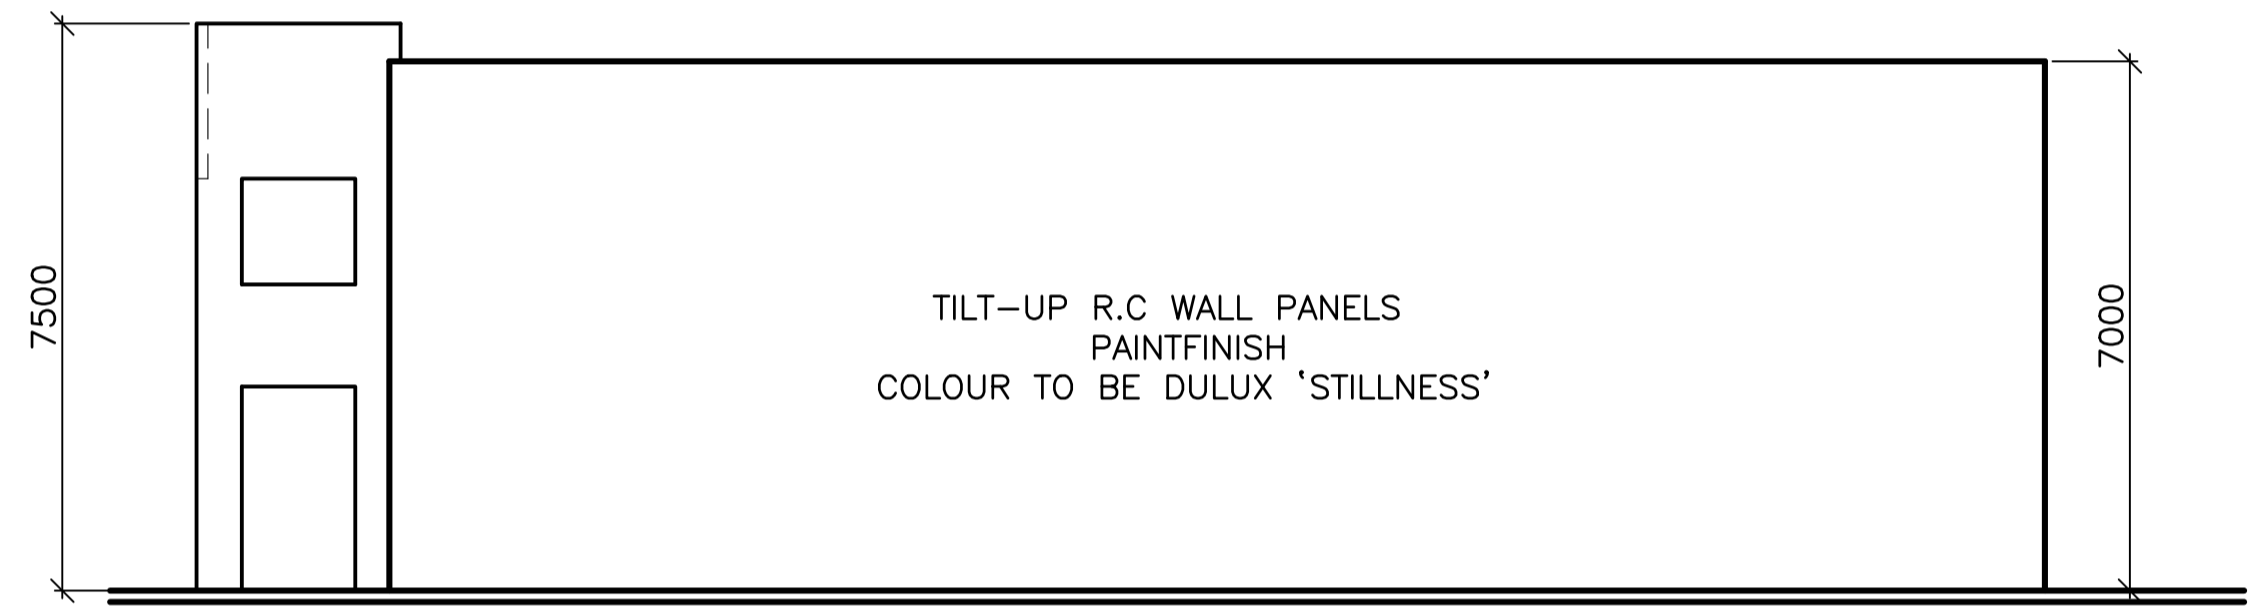 7500
TILT-UP R.C WALL PANELS
PAINTFINISH
COLOUR TO BE DULUX 'STILLNESS'
7000